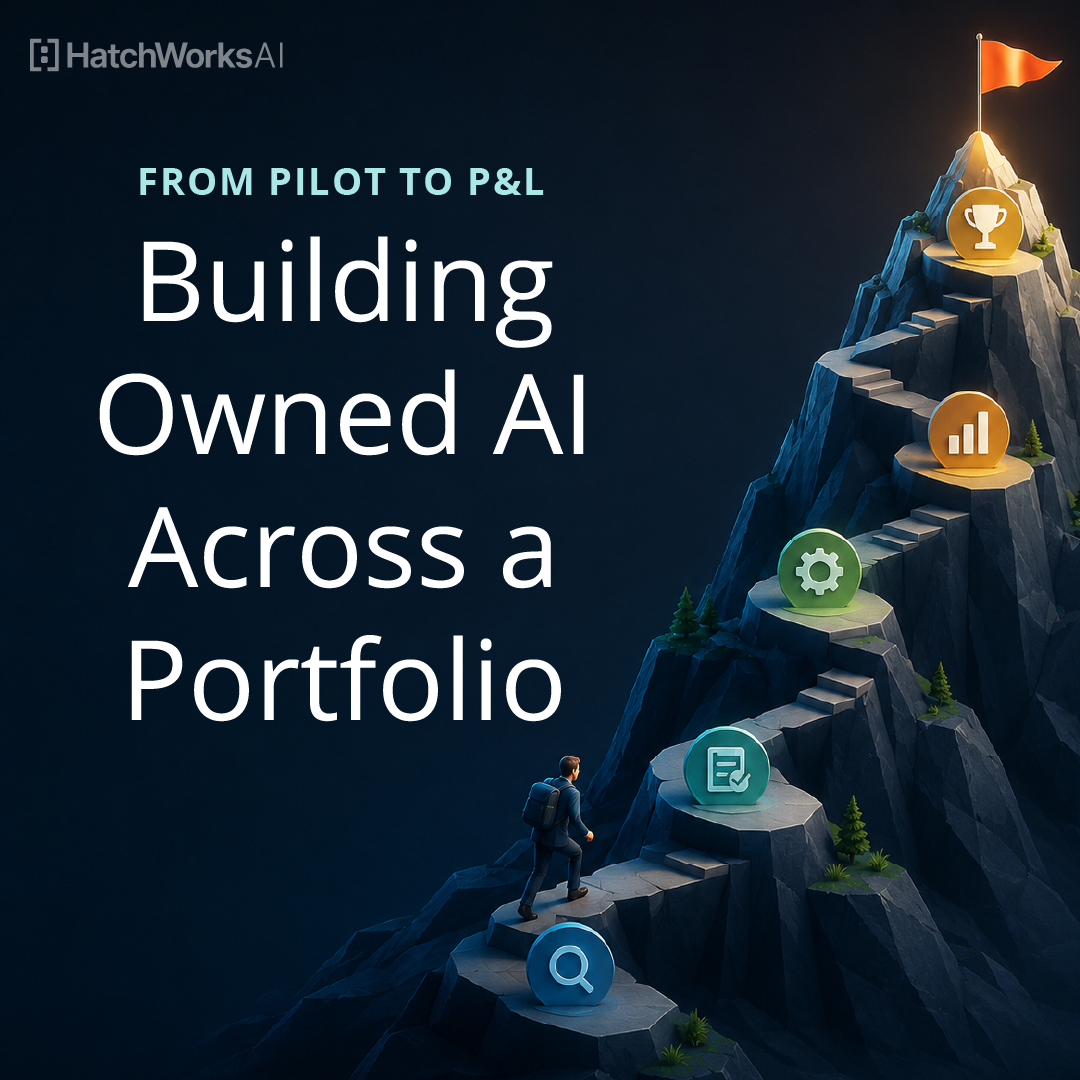 HatchWorksAI
FROM PILOT TO P&L
Building
Owned AI
Across a
Portfolio